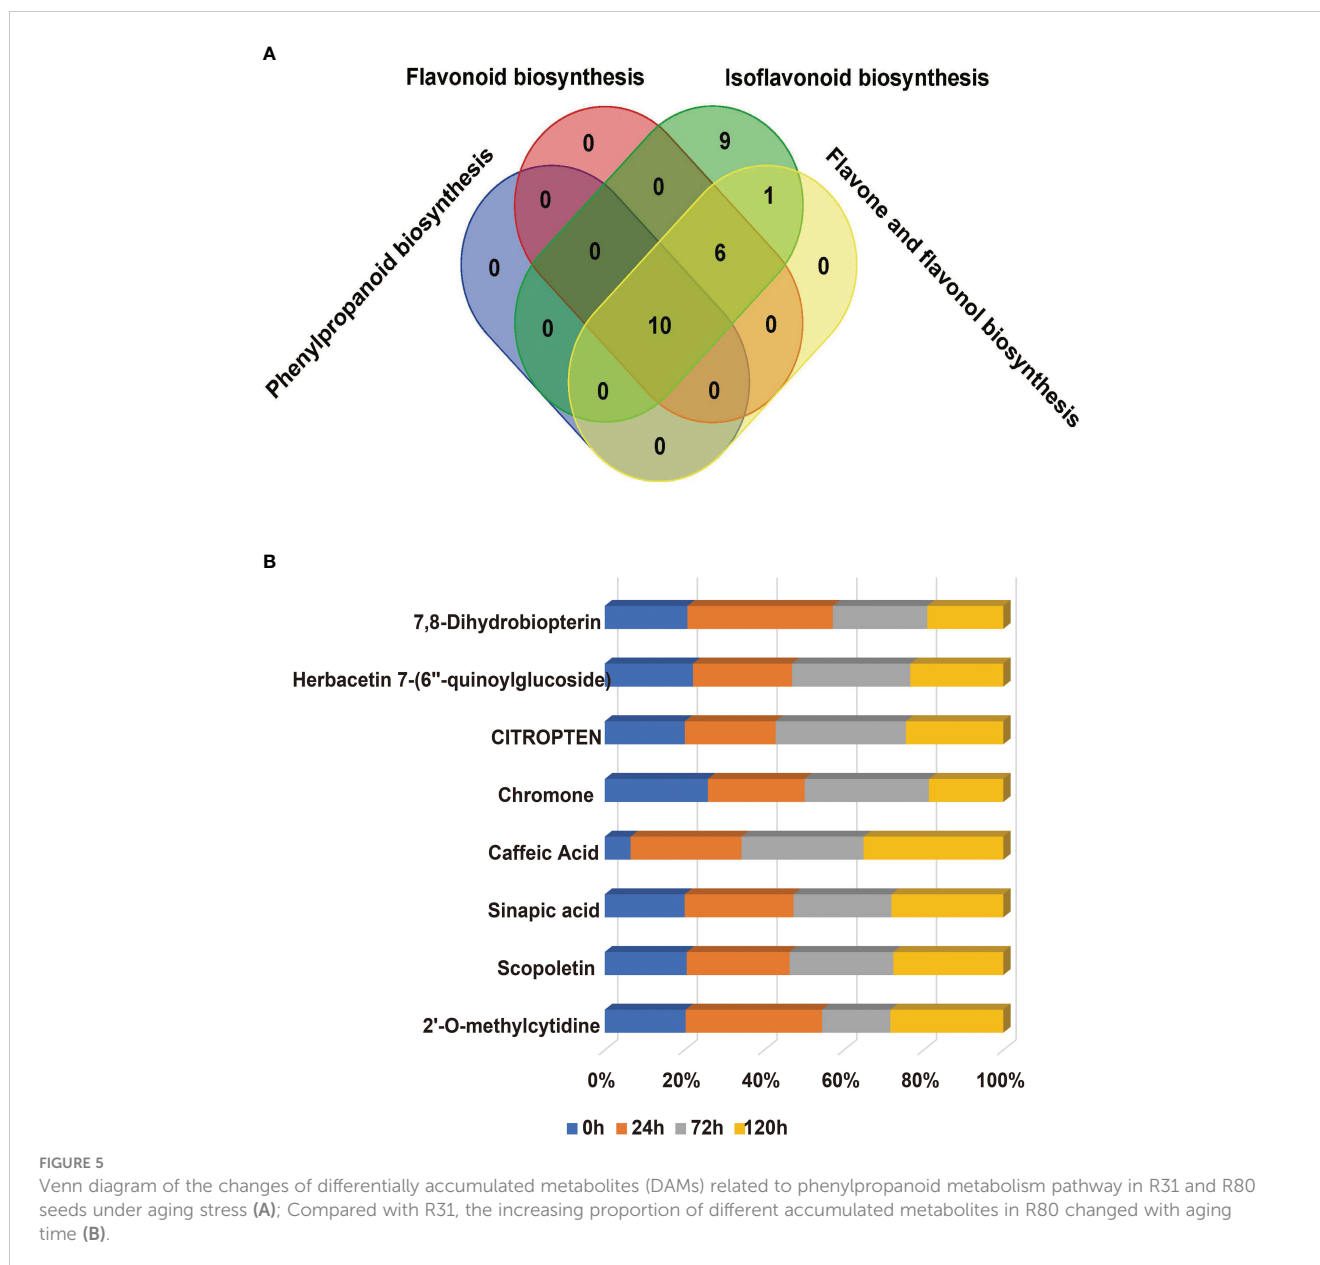 A
Flavonoid biosynthesis
Isoflavonoid biosynthesis
Phenylpropanoid biosynthesis
Flavone and flavonol biosynthesis
0
9
0
0
1
0
0
6
0
0
10
0
0
0
0
B
7,8-Dihydrobiopterin
Herbacetin 7-(6"-quinoylglucoside)
CITROPTEN
Chromone
Caffeic Acid
Sinapic acid
Scopoletin
2'-O-methylcytidine
0% 20% 40% 60% 80% 100%
0h 24h 72h 120h
FIGURE 5
Venn diagram of the changes of differentially accumulated metabolites (DAMs) related to phenylpropanoid metabolism pathway in R31 and R80
seeds under aging stress (A); Compared with R31, the increasing proportion of different accumulated metabolites in R80 changed with aging
time (B).